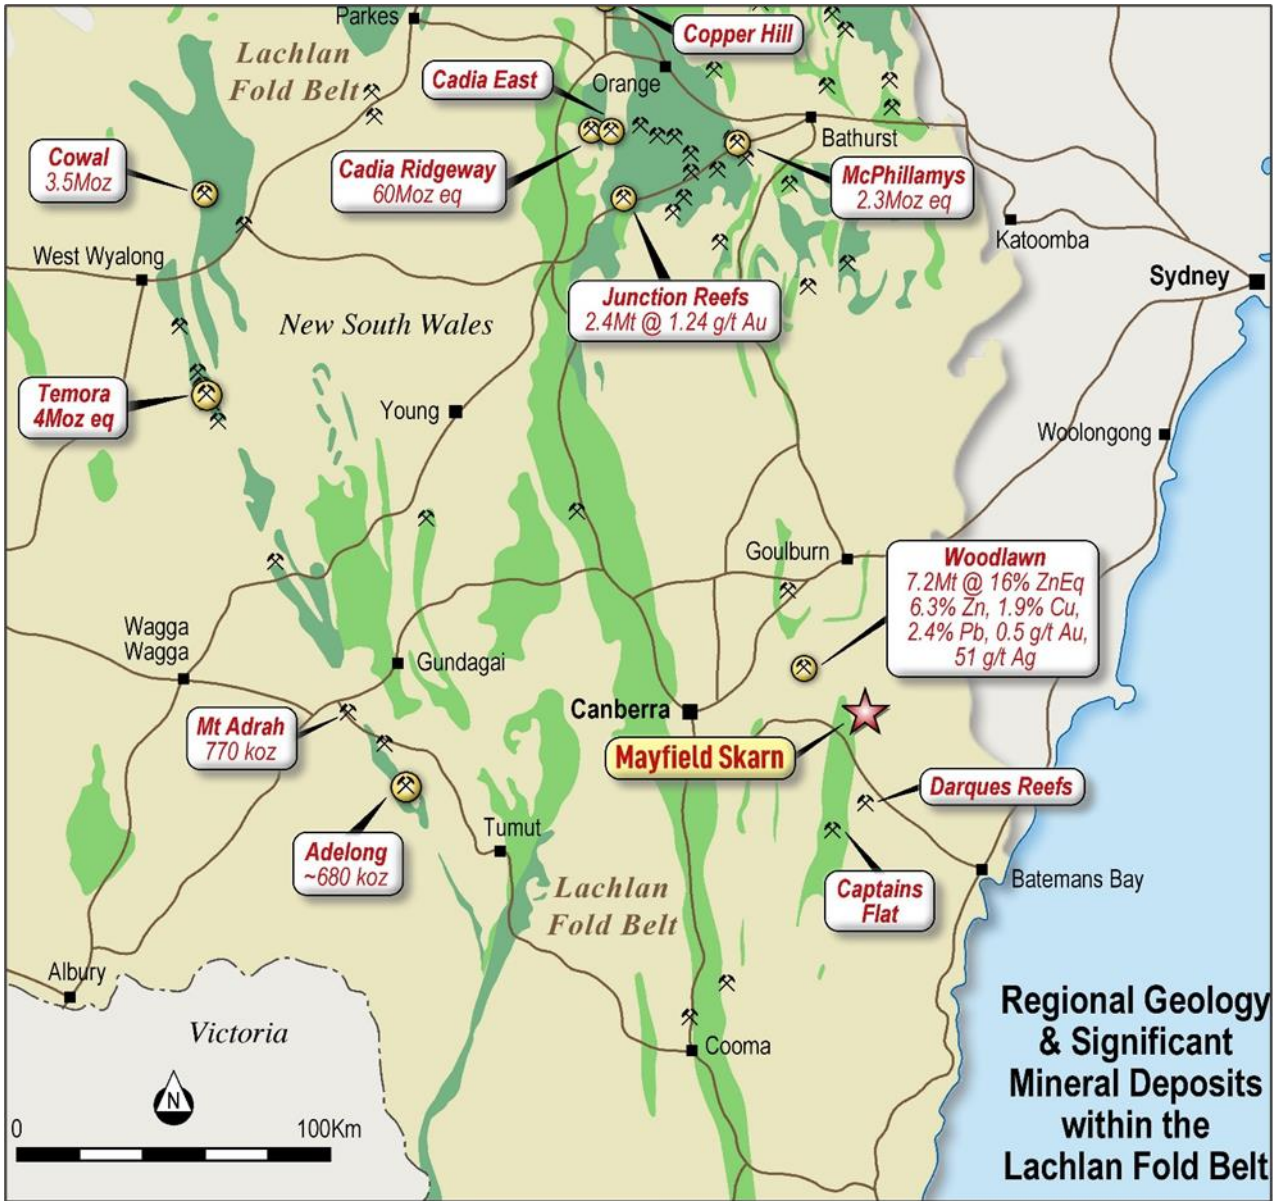 Parkes
Copper Hill
Lachlan
Fold Belt
Cadia East
Orange
Bathurst
Cowal
3.5Moz
Cadia Ridgeway
60Moz eq
McPhillamys
2.3Moz eq
Katoomba
West Wyalong
Sydney
Junction Reefs
2.4Mt @ 1.24 g/t Au
New South Wales
Temora
4Moz eq
Young
Woolongong
Goulburn
Woodlawn
7.2Mt @ 16% ZnEq
6.3% Zn, 1.9% Cu,
2.4% Pb, 0.5 g/t Au,
51 g/t Ag
Wagga
Wagga
Gundagai
Canberra
Mt Adrah
770 koz
Mayfield Skarn
Darques Reefs
Tumut
Adelong
~680 koz
Lachlan
Fold Belt
Captains
Flat
Batemans Bay
Albury
Victoria
Cooma
N
0 100Km
Regional Geology
& Significant
Mineral Deposits
within the
Lachlan Fold Belt